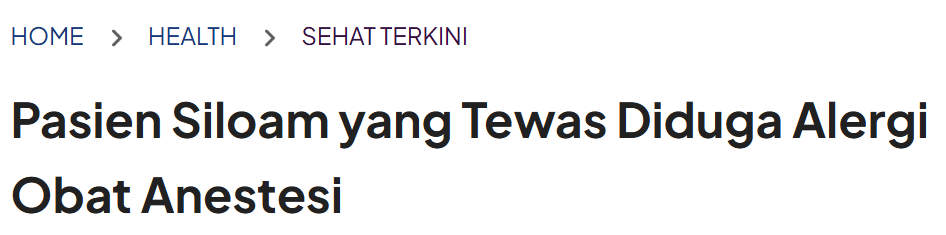 HOME > HEALTH > SEHAT TERKINI
Pasien Siloam yang Tewas Diduga Alergi
Obat Anestesi